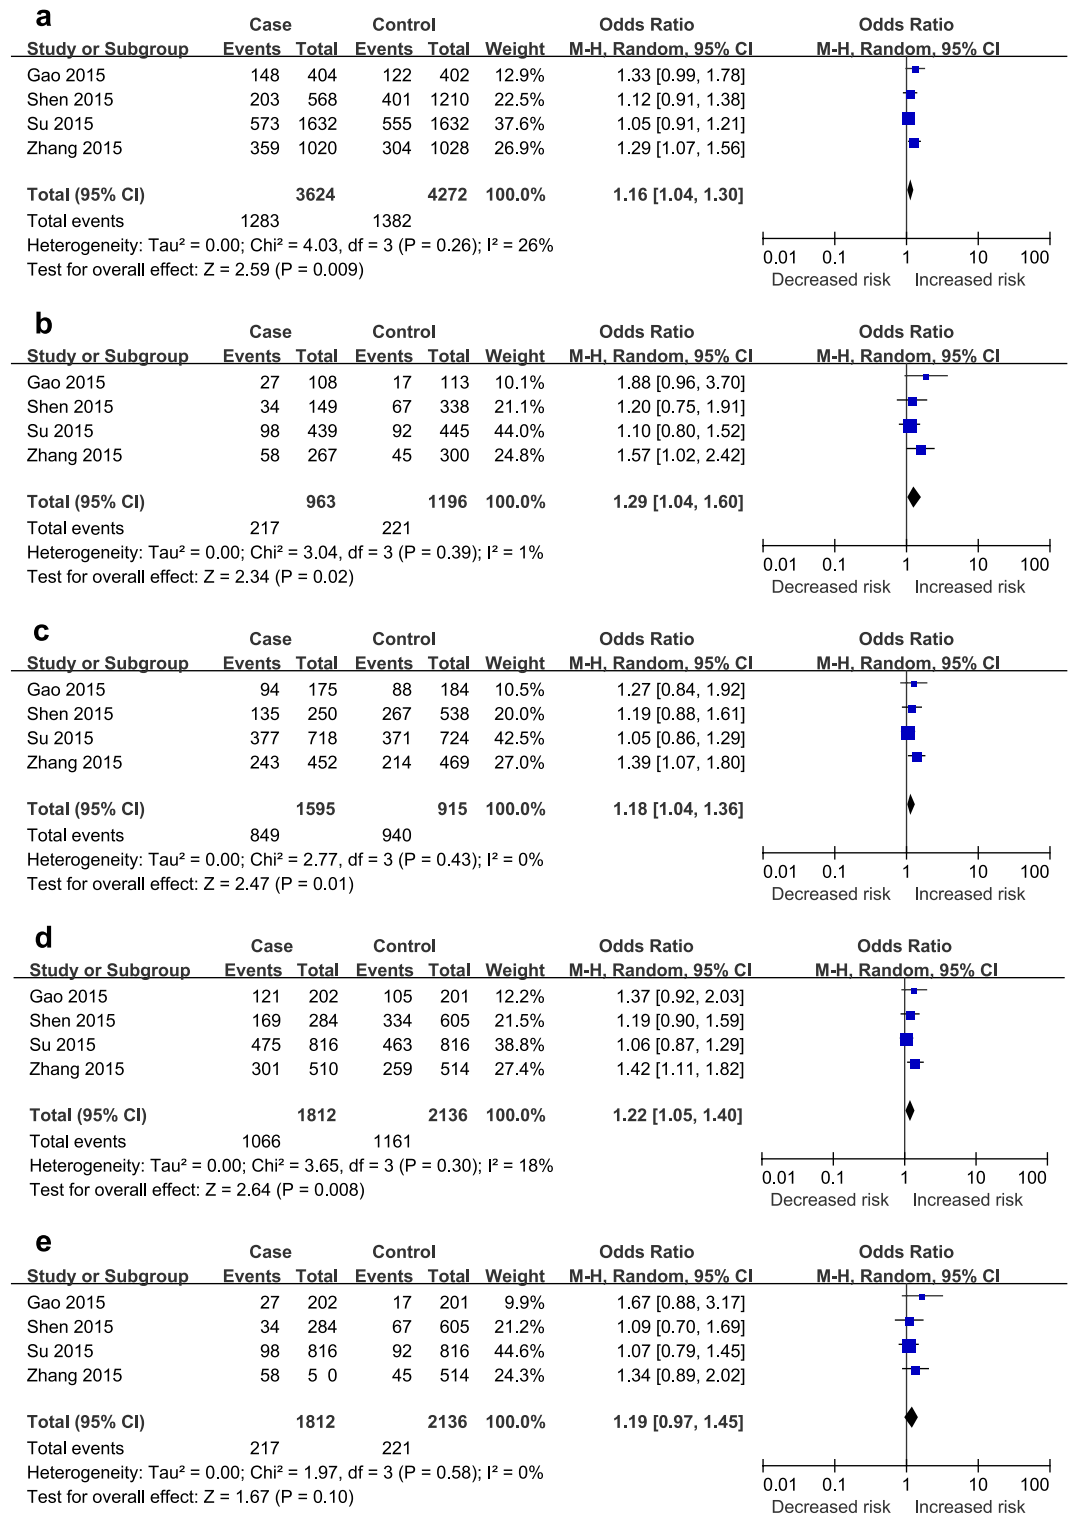 a
Case Control Odds Ratio Odds Ratio
Study or Subgroup Events Total Events Total Weight M-H, Random, 95% CI M-H, Random, 95% CI
Gao 2015 148 404 122 402 12.9% 1.33 [0.99, 1.78]
Shen 2015 203 568 401 1210 22.5% 1.12 [0.91, 1.38]
Su 2015 573 1632 555 1632 37.6% 1.05 [0.91, 1.21]
Zhang 2015 359 1020 304 1028 26.9% 1.29 [1.07, 1.56]
Total (95% CI) 3624 4272 100.0% 1.16 [1.04, 1.30]
Total events 1283 1382
Heterogeneity: Tau² = 0.00; Chi² = 4.03, df = 3 (P = 0.26); I² = 26%
Test for overall effect: Z = 2.59 (P = 0.009)
0.01 0.1 1 10 100
Decreased risk Increased risk
b
Case Control Odds Ratio Odds Ratio
Study or Subgroup Events Total Events Total Weight M-H, Random, 95% CI M-H, Random, 95% CI
Gao 2015 27 108 17 113 10.1% 1.88 [0.96, 3.70]
Shen 2015 34 149 67 338 21.1% 1.20 [0.75, 1.91]
Su 2015 98 439 92 445 44.0% 1.10 [0.80, 1.52]
Zhang 2015 58 267 45 300 24.8% 1.57 [1.02, 2.42]
Total (95% CI) 963 1196 100.0% 1.29 [1.04, 1.60]
Total events 217 221
Heterogeneity: Tau² = 0.00; Chi² = 3.04, df = 3 (P = 0.39); I² = 1%
Test for overall effect: Z = 2.34 (P = 0.02)
0.01 0.1 1 10 100
Decreased risk Increased risk
c
Case Control Odds Ratio Odds Ratio
Study or Subgroup Events Total Events Total Weight M-H, Random, 95% CI M-H, Random, 95% CI
Gao 2015 94 175 88 184 10.5% 1.27 [0.84, 1.92]
Shen 2015 135 250 267 538 20.0% 1.19 [0.88, 1.61]
Su 2015 377 718 371 724 42.5% 1.05 [0.86, 1.29]
Zhang 2015 243 452 214 469 27.0% 1.39 [1.07, 1.80]
Total (95% CI) 1595 915 100.0% 1.18 [1.04, 1.36]
Total events 849 940
Heterogeneity: Tau² = 0.00; Chi² = 2.77, df = 3 (P = 0.43); I² = 0%
Test for overall effect: Z = 2.47 (P = 0.01)
0.01 0.1 1 10 100
Decreased risk Increased risk
d
Case Control Odds Ratio Odds Ratio
Study or Subgroup Events Total Events Total Weight M-H, Random, 95% CI M-H, Random, 95% CI
Gao 2015 121 202 105 201 12.2% 1.37 [0.92, 2.03]
Shen 2015 169 284 334 605 21.5% 1.19 [0.90, 1.59]
Su 2015 475 816 463 816 38.8% 1.06 [0.87, 1.29]
Zhang 2015 301 510 259 514 27.4% 1.42 [1.11, 1.82]
Total (95% CI) 1812 2136 100.0% 1.22 [1.05, 1.40]
Total events 1066 1161
Heterogeneity: Tau² = 0.00; Chi² = 3.65, df = 3 (P = 0.30); I² = 18%
Test for overall effect: Z = 2.64 (P = 0.008)
0.01 0.1 1 10 100
Decreased risk Increased risk
e
Case Control Odds Ratio Odds Ratio
Study or Subgroup Events Total Events Total Weight M-H, Random, 95% CI M-H, Random, 95% CI
Gao 2015 27 202 17 201 9.9% 1.67 [0.88, 3.17]
Shen 2015 34 284 67 605 21.2% 1.09 [0.70, 1.69]
Su 2015 98 816 92 816 44.6% 1.07 [0.79, 1.45]
Zhang 2015 58 5 0 45 514 24.3% 1.34 [0.89, 2.02]
Total (95% CI) 1812 2136 100.0% 1.19 [0.97, 1.45]
Total events 217 221
Heterogeneity: Tau² = 0.00; Chi² = 1.97, df = 3 (P = 0.58); I² = 0%
Test for overall effect: Z = 1.67 (P = 0.10)
0.01 0.1 1 10 100
Decreased risk Increased risk